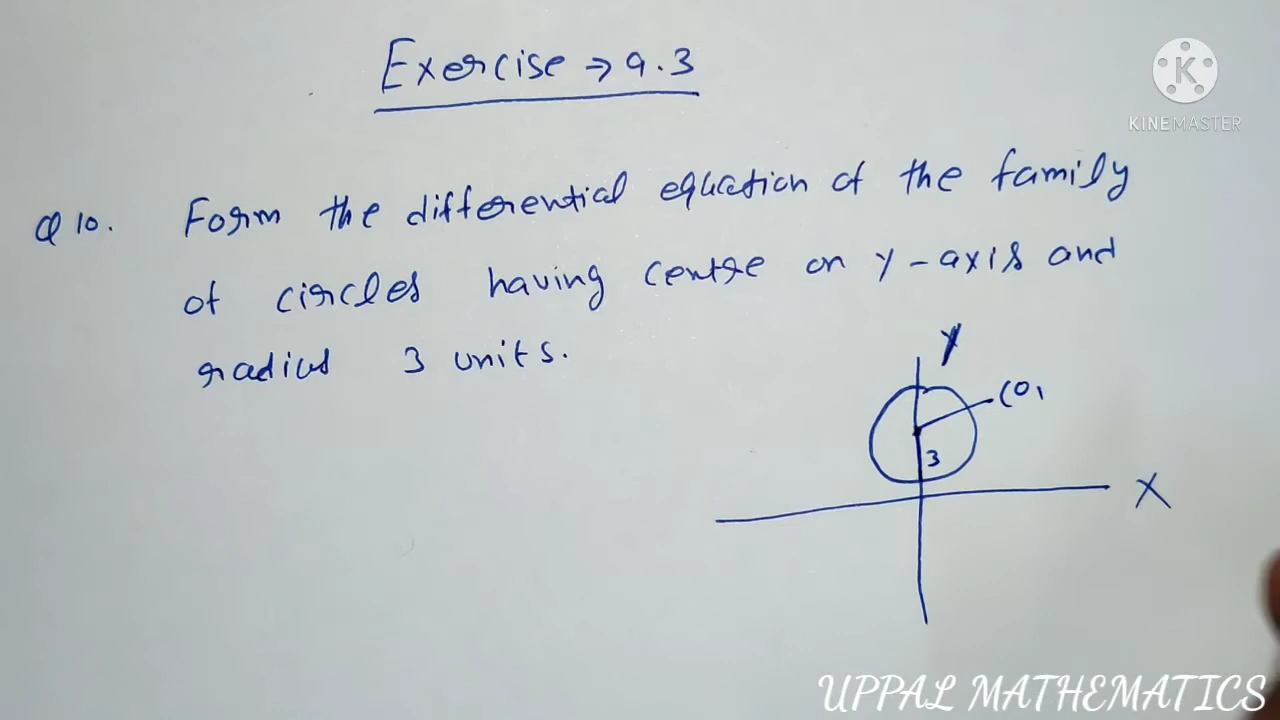 Exercise → 9.3
KINEMASTER
Q 10. Form the differential equation of the family
of circles having centre on y-axis and
radius 3 units.
Y
(0,
3
X
UPPAL MATHEMATICS